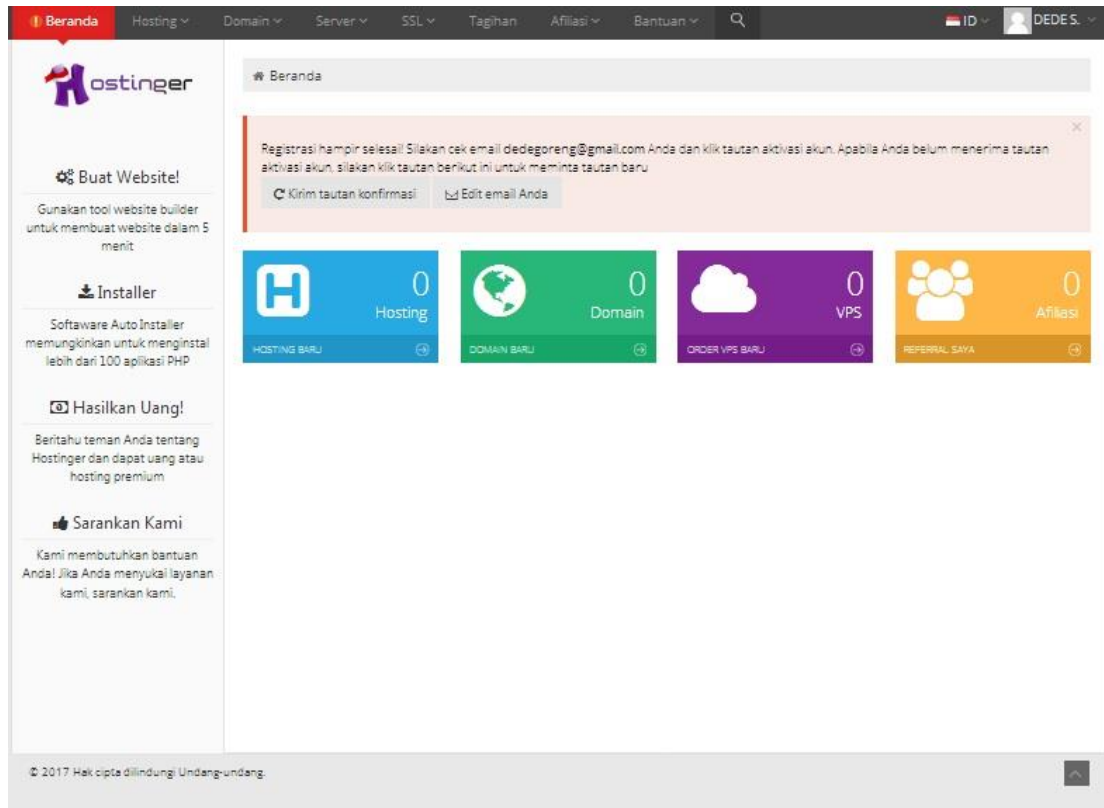 Beranda Hosting Domain Server SSL Tagihan Afiliasi Bantuan ID DEDE S.
Hostinger
Beranda
Registrasi hampir selesai! Silakan cek email dedegoreng@gmail.com Anda dan klik tautan aktivasi akun. Apabila Anda belum menerima tautan
aktivasi akun, silakan klik tautan berikut ini untuk meminta tautan baru
Kirim tautan konfirmasi Edit email Anda
Buat Website!
Gunakan tool website builder
untuk membuat website dalam 5
menit
Installer
Softaware Auto Installer
memungkinkan untuk menginstal
lebih dari 100 aplikasi PHP
Hasilkan Uang!
Beritahu teman Anda tentang
Hostinger dan dapat uang atau
hosting premium
Sarankan Kami
Kami membutuhkan bantuan
Anda! Jika Anda menyukai layanan
kami, sarankan kami.
H
0
Hosting
HOSTING BARU
0
Domain
DOMAIN BARU
0
VPS
ORDER VPS BARU
0
Afiliasi
REFERRAL SAYA
© 2017 Hak cipta dilindungi Undang-undang.